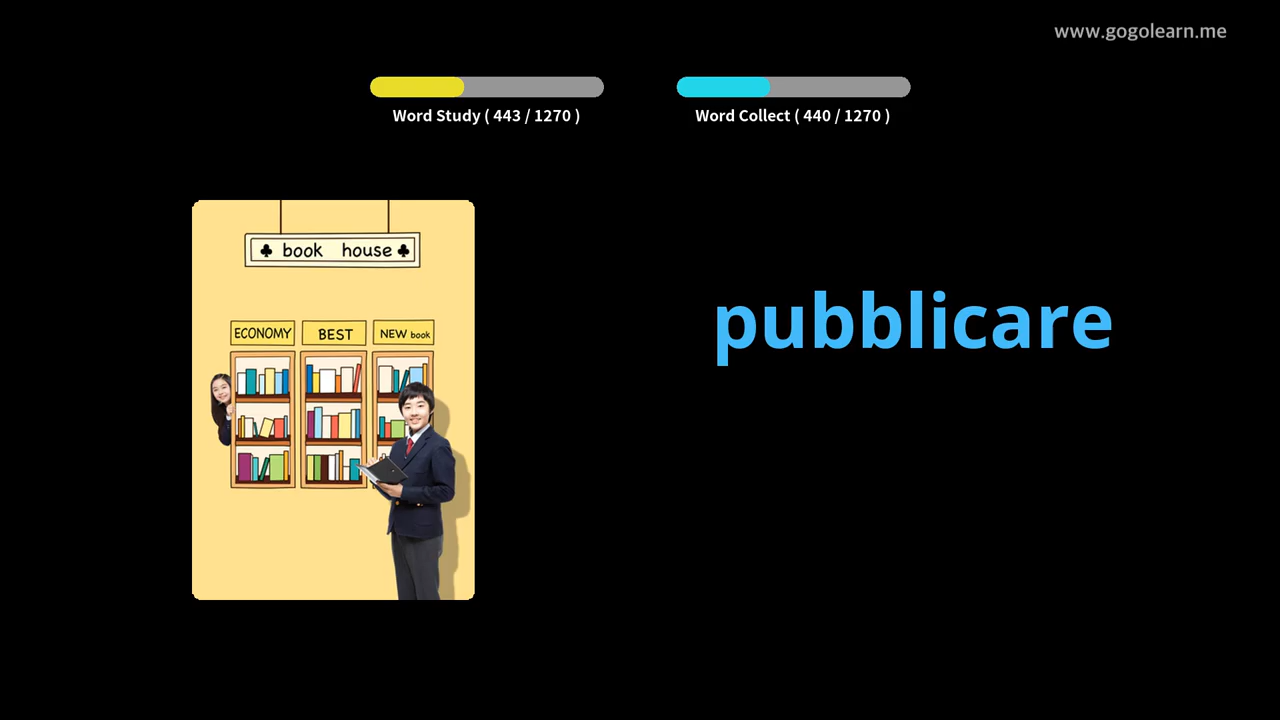 www.gogolearn.me
Word Study ( 443 / 1270 )
Word Collect ( 440 / 1270 )
♣ book house ♣
ECONOMY
BEST
NEW book
pubblicare